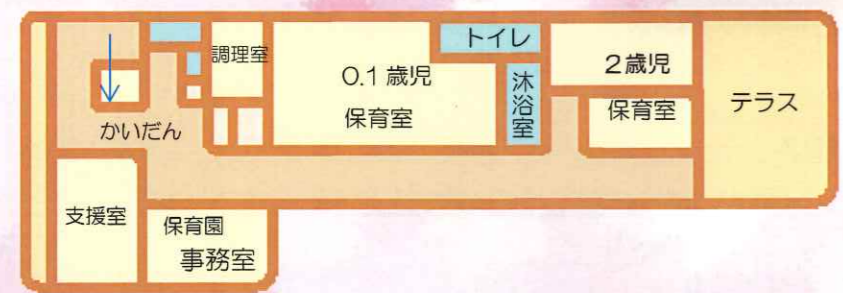 トイレ
調理室
0.1 歳児
保育室
沐浴室
2歳児
保育室
テラス
かいだん
支援室
保育園
事務室